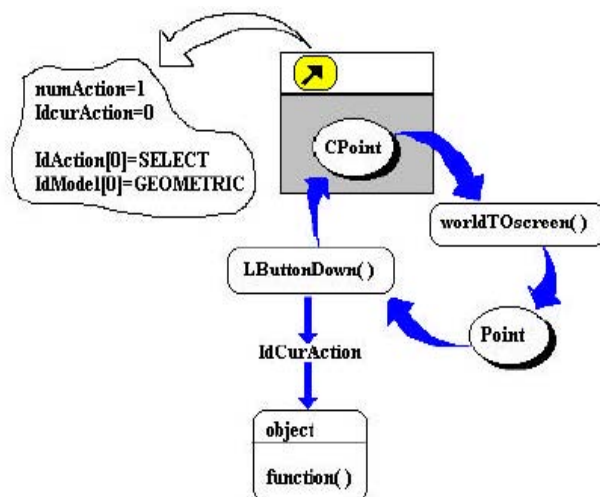 numAction=1
IdcurAction=0
IdAction[0]=SELECT
IdModel[0]=GEOMETRIC
CPoint
worldTOscreen( )
LButtonDown( )
Point
IdCurAction
object
function( )